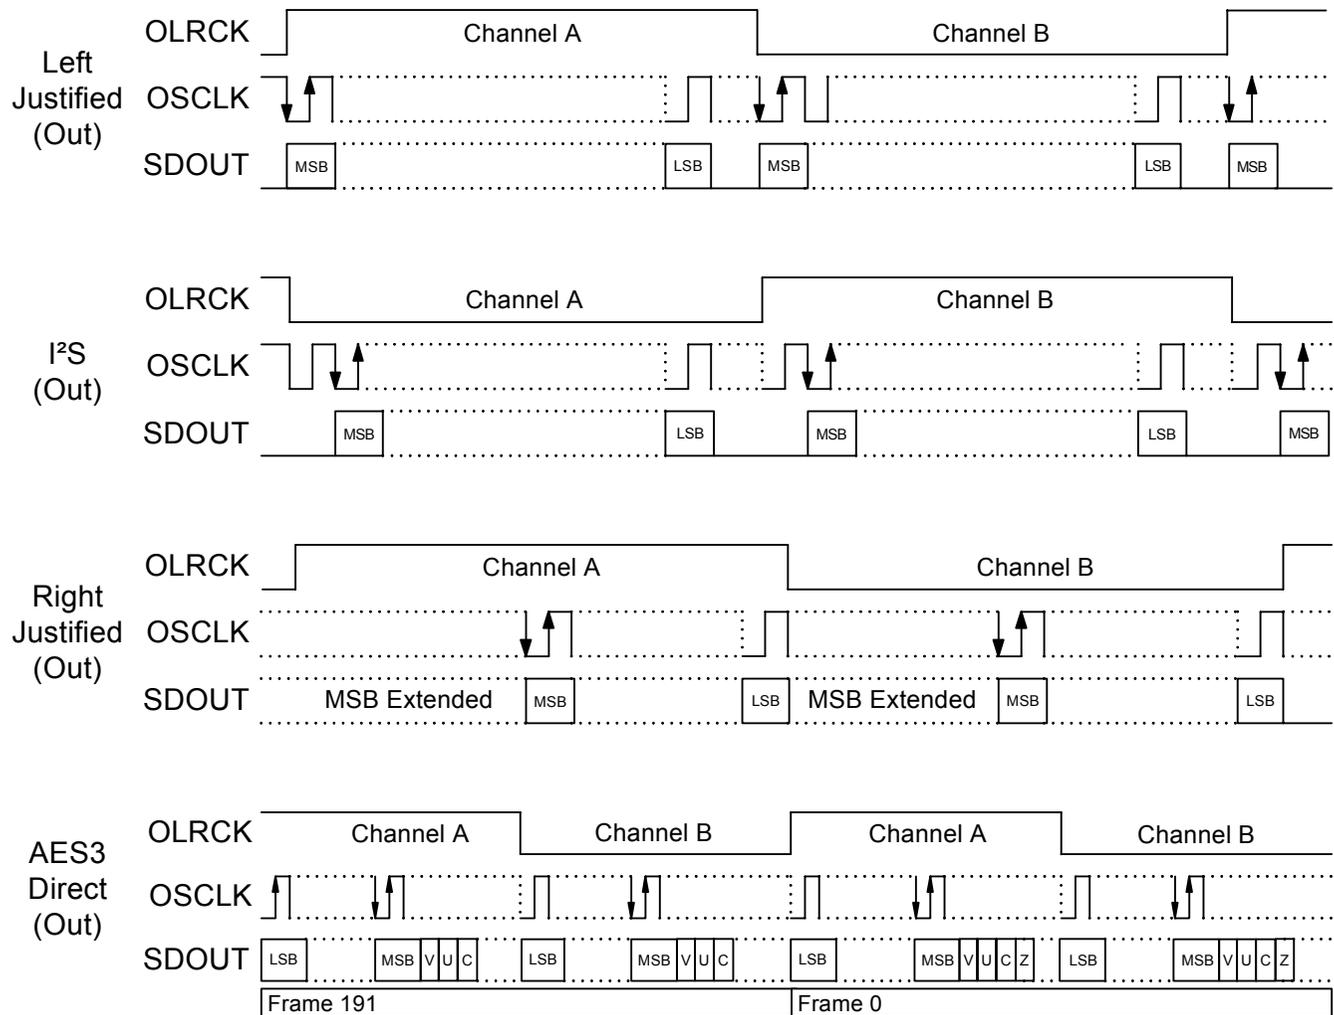 Left
Justified
(Out)
OLRCK Channel A Channel B
OSCLK
SDOUT MSB LSB MSB LSB MSB
I²S
(Out)
OLRCK Channel A Channel B
OSCLK
SDOUT MSB LSB MSB LSB MSB
Right
Justified
(Out)
OLRCK Channel A Channel B
OSCLK
SDOUT MSB Extended MSB LSB MSB Extended MSB LSB
AES3
Direct
(Out)
OLRCK Channel A Channel B Channel A Channel B
OSCLK
SDOUT LSB MSB V U C LSB MSB V U C LSB MSB V U C Z LSB MSB V U C Z
Frame 191 Frame 0